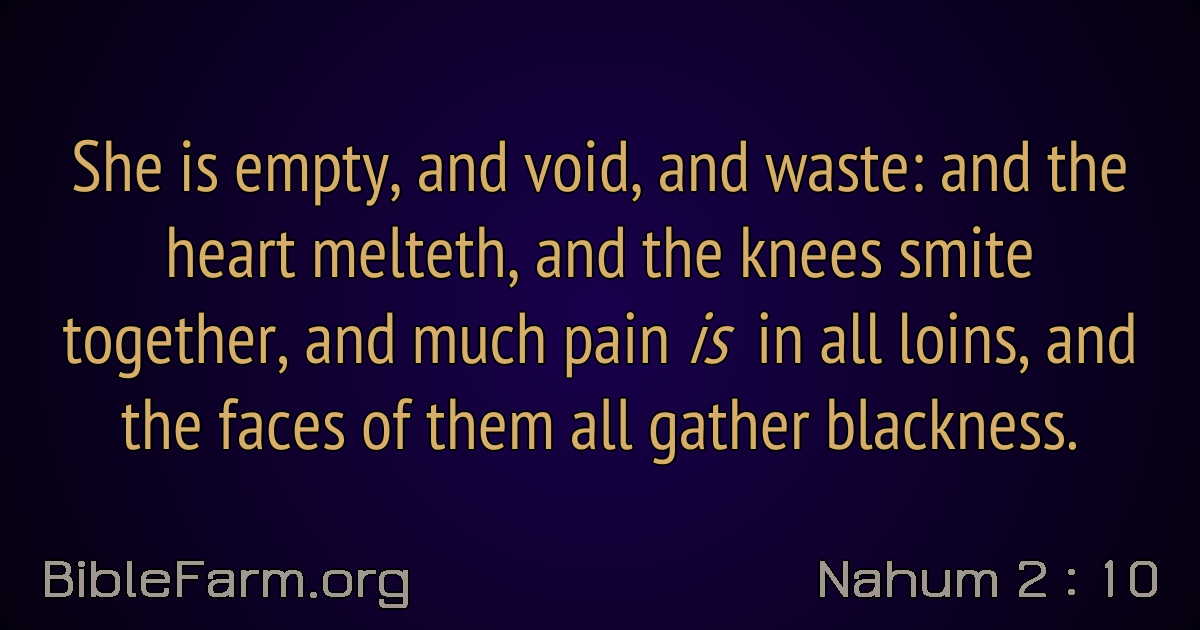 She is empty, and void, and waste: and the
heart melteth, and the knees smite
together, and much pain is in all loins, and
the faces of them all gather blackness.
BibleFarm.org
Nahum 2 : 10